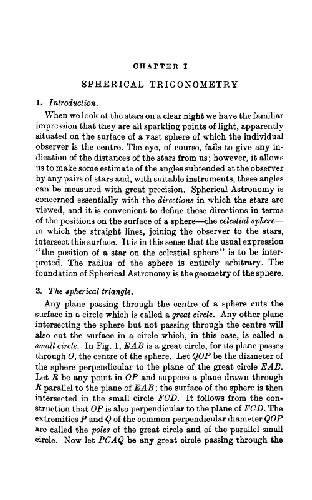 CHAPTER I
SPHERICAL TRIGONOMETRY
1. Introduction.
When we look at the stars on a clear night we have the familiar
impression that they are all sparkling points of light, apparently
situated on the surface of a vast sphere of which the individual
observer is the centre. The eye, of course, fails to give any in-
dication of the distances of the stars from us; however, it allows
us to make some estimate of the angles subtended at the observer
by any pairs of stars and, with suitable instruments, these angles
can be measured with great precision. Spherical Astronomy is
concerned essentially with the directions in which the stars are
viewed, and it is convenient to define these directions in terms
of the positions on the surface of a sphere—the celestial sphere—
in which the straight lines, joining the observer to the stars,
intersect this surface. It is in this sense that the usual expression
"the position of a star on the celestial sphere" is to be inter-
preted. The radius of the sphere is entirely arbitrary. The
foundation of Spherical Astronomy is the geometry of the sphere.
2. The spherical triangle.
Any plane passing through the centre of a sphere cuts the
surface in a circle which is called a great circle. Any other plane
intersecting the sphere but not passing through the centre will
also cut the surface in a circle which, in this case, is called a
small circle. In Fig. 1, EAB is a great circle, for its plane passes
through O, the centre of the sphere. Let QOP be the diameter of
the sphere perpendicular to the plane of the great circle EAB.
Let R be any point in OP and suppose a plane drawn through
R parallel to the plane of EAB; the surface of the sphere is then
intersected in the small circle FCD. It follows from the con-
struction that OP is also perpendicular to the plane of FCD. The
extremities P and Q of the common perpendicular diameter QOP
are called the poles of the great circle and of the parallel small
circle. Now let PCAQ be any great circle passing through the